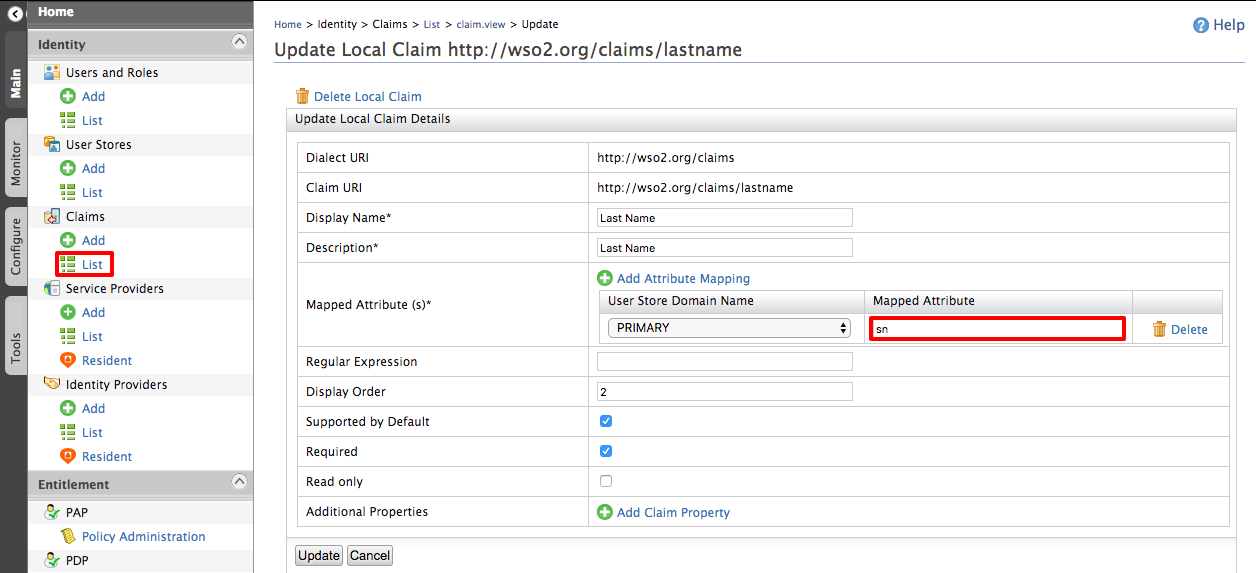 Home
Identity
Users and Roles
Add
List
User Stores
Add
List
Claims
Add
List
Service Providers
Add
List
Resident
Identity Providers
Add
List
Resident
Entitlement
PAP
Policy Administration
PDP
Main
Monitor
Configure
Tools
Home > Identity > Claims > List > claim.view > Update
Help
Update Local Claim http://wso2.org/claims/lastname
Delete Local Claim
Update Local Claim Details
Dialect URI http://wso2.org/claims
Claim URI http://wso2.org/claims/lastname
Display Name* Last Name
Description* Last Name
Mapped Attribute (s)*
Add Attribute Mapping
User Store Domain Name Mapped Attribute
PRIMARY sn Delete
Regular Expression
Display Order 2
Supported by Default
Required
Read only
Additional Properties Add Claim Property
Update Cancel